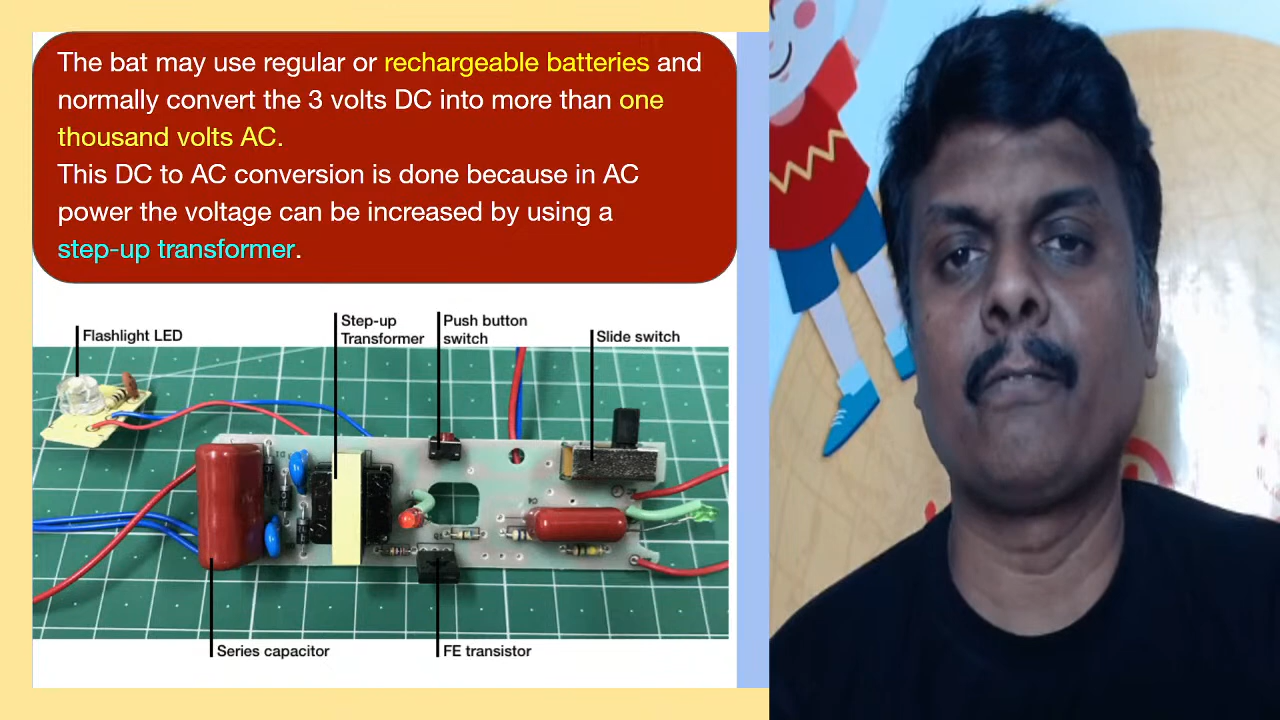 The bat may use regular or rechargeable batteries and
normally convert the 3 volts DC into more than one
thousand volts AC.
This DC to AC conversion is done because in AC
power the voltage can be increased by using a
step-up transformer.
Flashlight LED
Step-up
Transformer
Push button
switch
Slide switch
Series capacitor
FE transistor